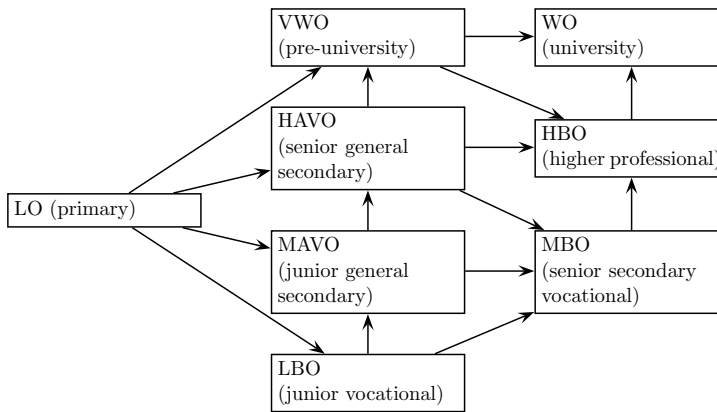 VWO
(pre-university)
WO
(university)
HAVO
(senior general
secondary)
HBO
(higher professional)
LO (primary)
MAVO
(junior general
secondary)
MBO
(senior secondary
vocational)
LBO
(junior vocational)